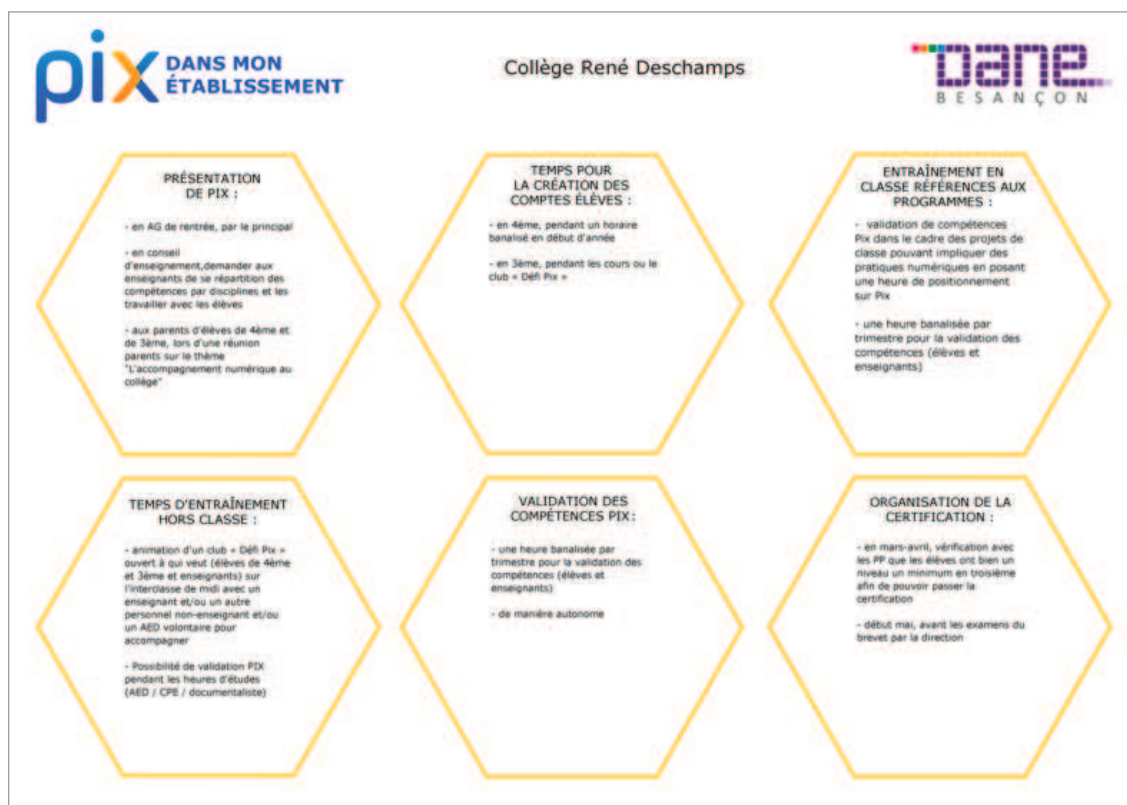 pix DANS MON
ÉTABLISSEMENT
Collège René Deschamps
Dane
BESANÇON
PRÉSENTATION
DE PIX :
- en AG de rentrée, par le principal
- en conseil
d'enseignement,demander aux
enseignants de se répartition des
compétences par disciplines et les
travailler avec les élèves
- aux parents d'élèves de 4ème et
de 3ème, lors d'une réunion
parents sur le thème
"L'accompagnement numérique au
collège"
TEMPS POUR
LA CRÉATION DES
COMPTES ÉLÈVES :
- en 4ème, pendant un horaire
banalisé en début d'année
- en 3ème, pendant les cours ou le
club « Défi Pix »
ENTRAÎNEMENT EN
CLASSE RÉFÉRENCES AUX
PROGRAMMES :
- validation de compétences
Pix dans le cadre des projets de
classe pouvant impliquer des
pratiques numériques en posant
une heure de positionnement
sur Pix
- une heure banalisée par
trimestre pour la validation des
compétences (élèves et
enseignants)
TEMPS D'ENTRAÎNEMENT
HORS CLASSE :
- animation d'un club « Défi Pix »
ouvert à qui veut (élèves de 4ème
et 3ème et enseignants) sur
l'interclasse de midi avec un
enseignant et/ou un autre
personnel non-enseignant et/ou
un AED volontaire pour
accompagner
- Possibilité de validation PIX
pendant les heures d'études
(AED / CPE / documentaliste)
VALIDATION DES
COMPÉTENCES PIX:
- une heure banalisée par
trimestre pour la validation des
compétences (élèves et
enseignants)
- de manière autonome
ORGANISATION DE LA
CERTIFICATION :
- en mars-avril, vérification avec
les PP que les élèves ont bien un
niveau un minimum en troisième
afin de pouvoir passer la
certification
- début mai, avant les examens du
brevet par la direction